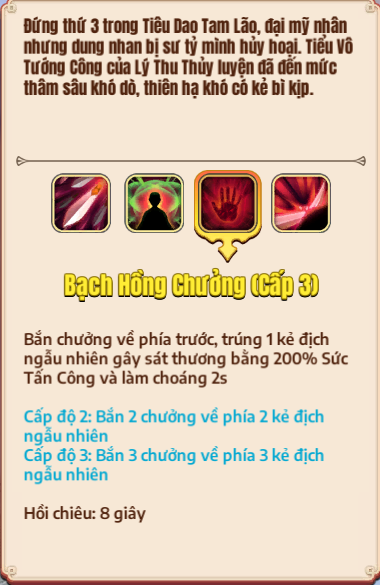 Đứng thứ 3 trong Tiêu Dao Tam Lão, đại mỹ nhân
nhưng dung nhan bị sư tỷ mình hủy hoại. Tiểu Vô
Tướng Công của Lý Thu Thủy luyện đã đến mức
thâm sâu khó dò, thiên hạ khó có kẻ bì kịp.
Bạch Hồng Chưởng (Cấp 3)
Bắn chưởng về phía trước, trúng 1 kẻ địch
ngẫu nhiên gây sát thương bằng 200% Sức
Tấn Công và làm choáng 2s
Cấp độ 2: Bắn 2 chưởng về phía 2 kẻ địch
ngẫu nhiên
Cấp độ 3: Bắn 3 chưởng về phía 3 kẻ địch
ngẫu nhiên
Hồi chiêu: 8 giây